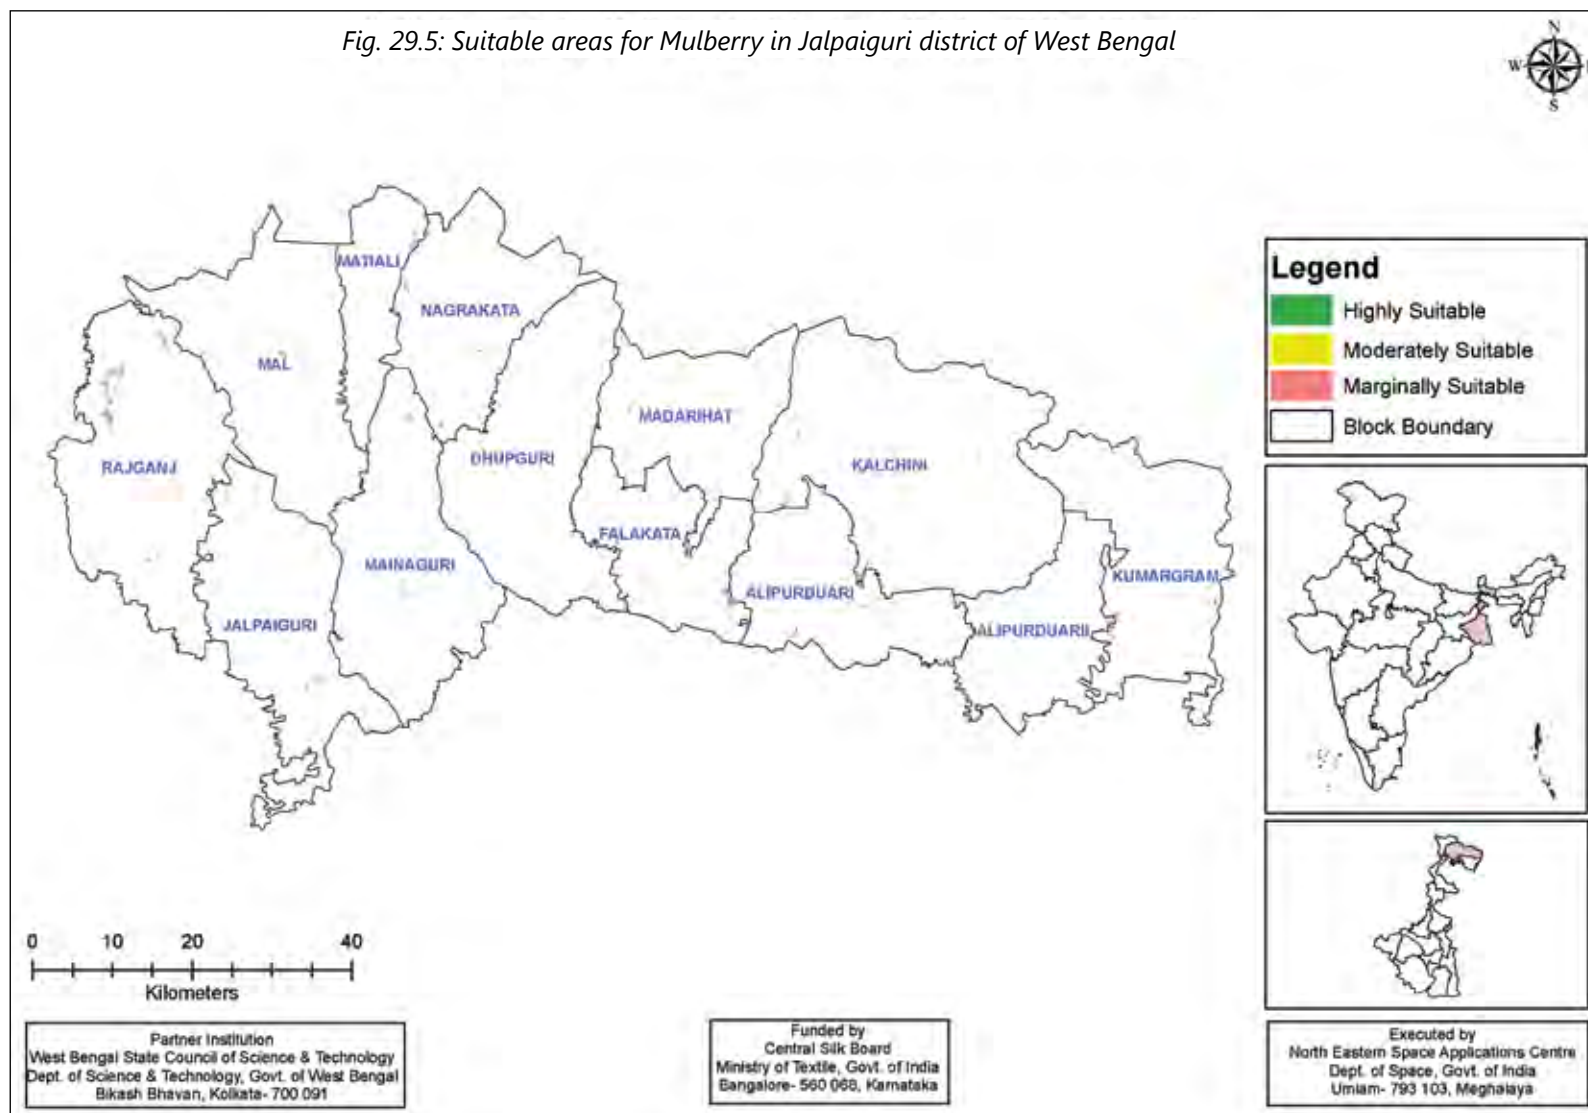 Fig. 29.5: Suitable areas for Mulberry in Jalpaiguri district of West Bengal
N
W
S
MATIALI
NAGRAKATA
MAL
MADARIHAT
RAJGANJ
DHUPGURI
KALCHINI
FALAKATA
MAINAGURI
KUMARGRAM
ALIPURDUARI
JALPAIGURI
ALIPURDUARII
Legend
Highly Suitable
Moderately Suitable
Marginally Suitable
Block Boundary
0 10 20 40
Kilometers
Partner Institution
West Bengal State Council of Science & Technology
Dept. of Science & Technology, Govt. of West Bengal
Bikash Bhavan, Kolkata- 700 091
Funded by
Central Silk Board
Ministry of Textile, Govt. of India
Bangalore- 560 068, Karnataka
Executed by
North Eastern Space Applications Centre
Dept. of Space, Govt. of India
Umiam- 793 103, Meghalaya